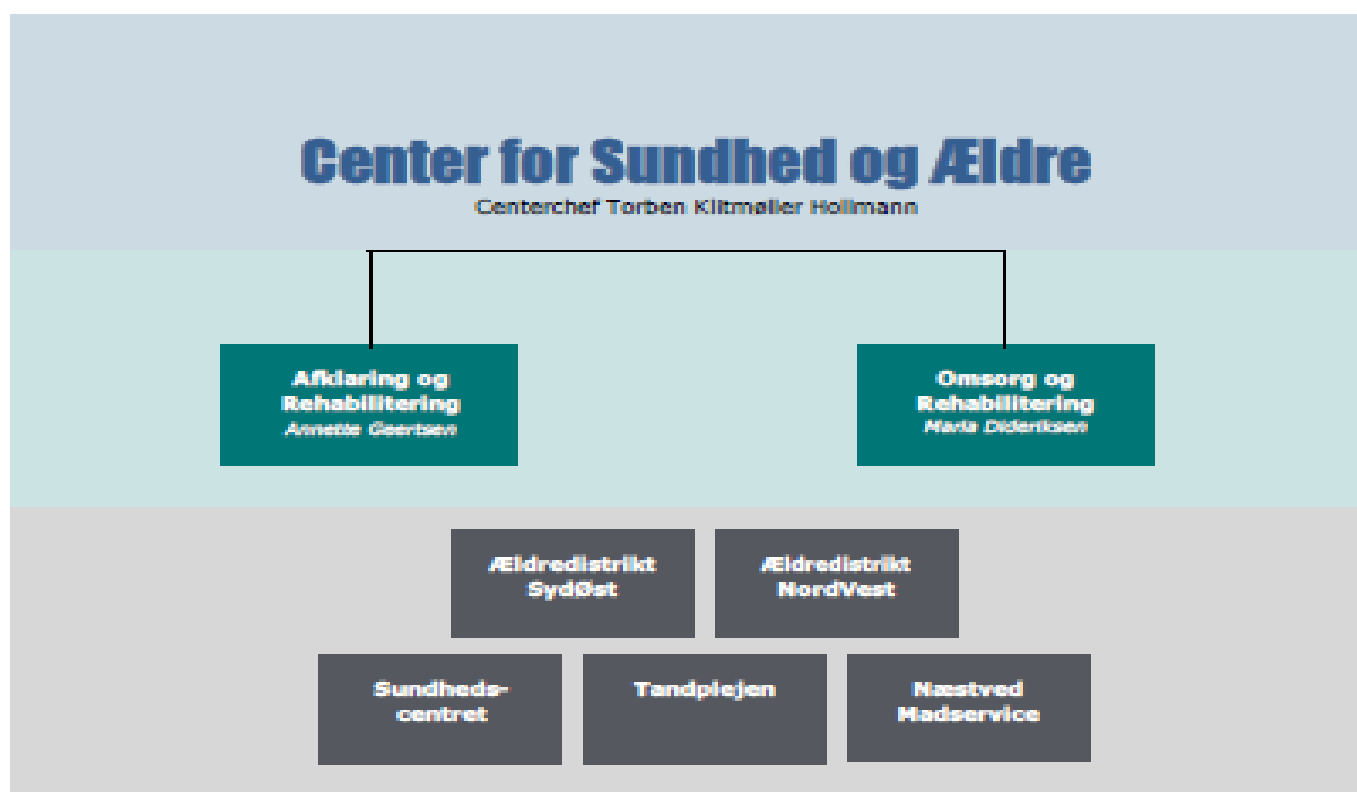 Center for Sundhed og Ældre
Centerchef Torben Klitmøller Hollmann
Afklaring og
Rehabilitering
Annette Geertsen
Omsorg og
Rehabilitering
Maria Dideriksen
Ældredistrikt
SydØst
Ældredistrikt
NordVest
Sundheds-
centret
Tandplejen
Næstved
Madservice